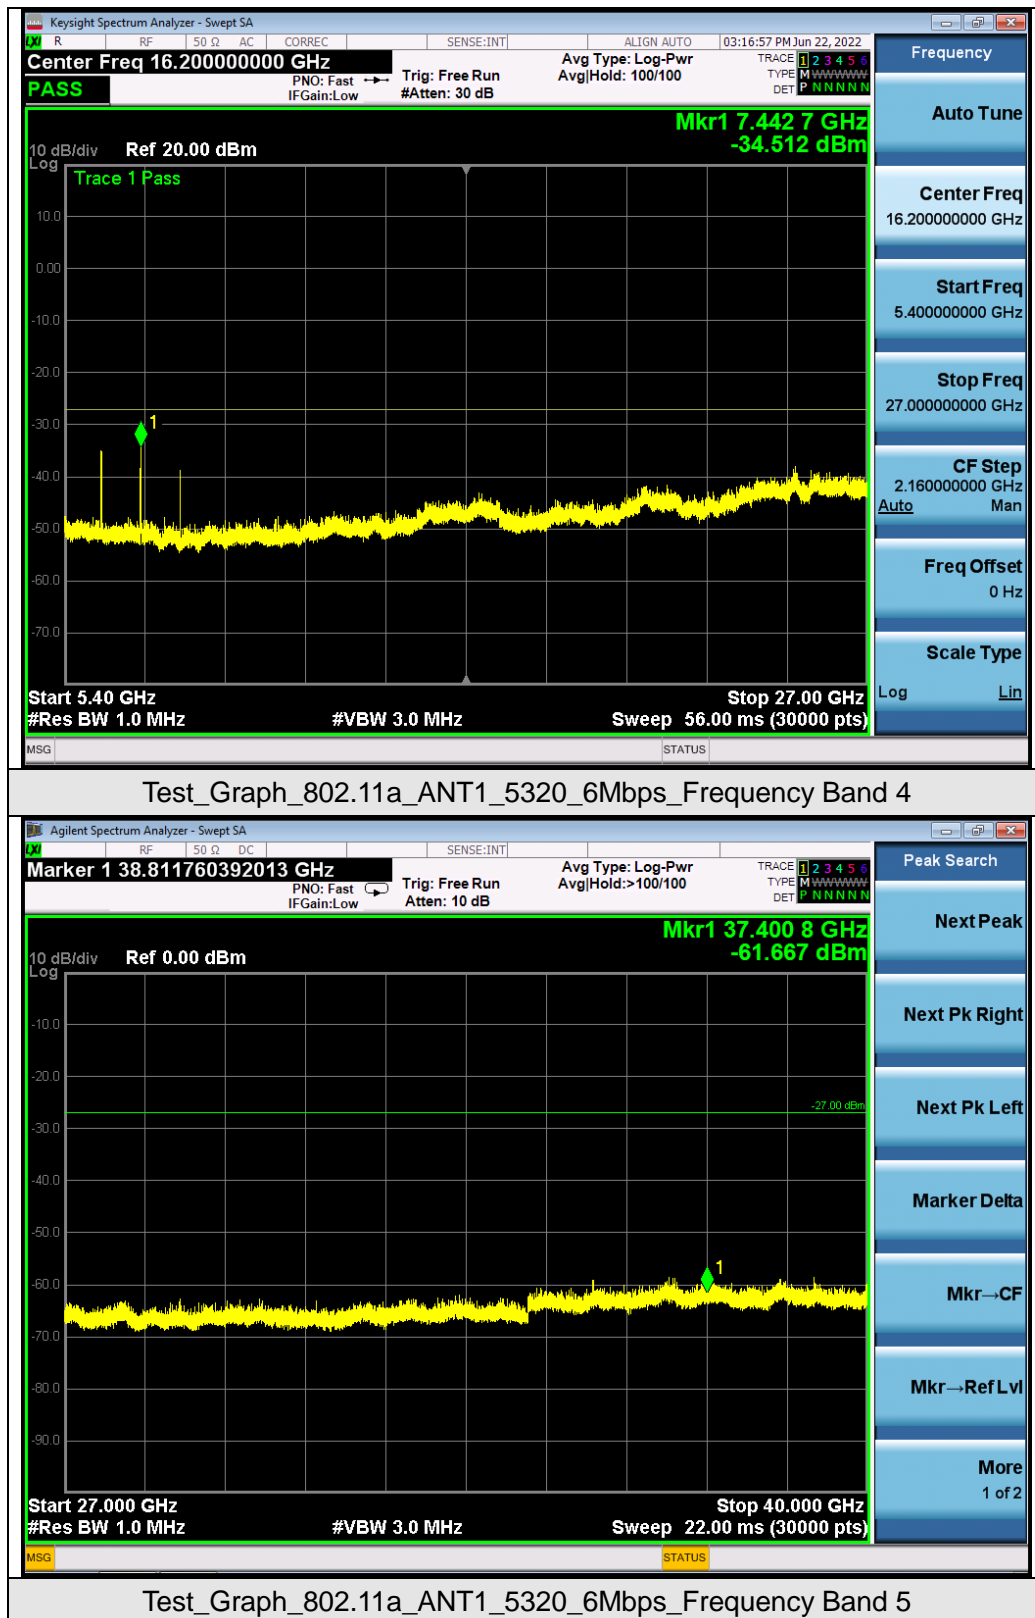 Keysight Spectrum Analyzer - Swept SA
LXI R RF 50 Ω AC CORREC SENSE:INT ALIGN AUTO 03:16:57 PM Jun 22, 2022
Center Freq 16.200000000 GHz
PASS
PNO: Fast
IFGain:Low
Trig: Free Run
#Atten: 30 dB
Avg Type: Log-Pwr
Avg|Hold: 100/100
TRACE 1 2 3 4 5 6
TYPE M WWWWW
DET P N N N N N
Mkr1 7.442 7 GHz
-34.512 dBm
10 dB/div Ref 20.00 dBm
Log
Trace 1 Pass
10.0
0.00
-10.0
-20.0
-30.0
-40.0
-50.0
-60.0
-70.0
1
Start 5.40 GHz Stop 27.00 GHz
#Res BW 1.0 MHz #VBW 3.0 MHz Sweep 56.00 ms (30000 pts)
MSG STATUS
Frequency
Auto Tune
Center Freq
16.200000000 GHz
Start Freq
5.400000000 GHz
Stop Freq
27.000000000 GHz
CF Step
2.160000000 GHz
Auto Man
Freq Offset
0 Hz
Scale Type
Log Lin
Test_Graph_802.11a_ANT1_5320_6Mbps_Frequency Band 4
Agilent Spectrum Analyzer - Swept SA
LXI RF 50 Ω DC SENSE:INT
Marker 1 38.811760392013 GHz
PNO: Fast
IFGain:Low
Trig: Free Run
Atten: 10 dB
Avg Type: Log-Pwr
Avg|Hold:>100/100
TRACE 1 2 3 4 5 6
TYPE M WWWWW
DET P N N N N N
Mkr1 37.400 8 GHz
-61.667 dBm
10 dB/div Ref 0.00 dBm
Log
-10.0
-20.0
-27.00 dBm
-30.0
-40.0
-50.0
-60.0
-70.0
-80.0
-90.0
1
Start 27.000 GHz Stop 40.000 GHz
#Res BW 1.0 MHz #VBW 3.0 MHz Sweep 22.00 ms (30000 pts)
MSG STATUS
Peak Search
Next Peak
Next Pk Right
Next Pk Left
Marker Delta
Mkr→CF
Mkr→Ref Lvl
More
1 of 2
Test_Graph_802.11a_ANT1_5320_6Mbps_Frequency Band 5